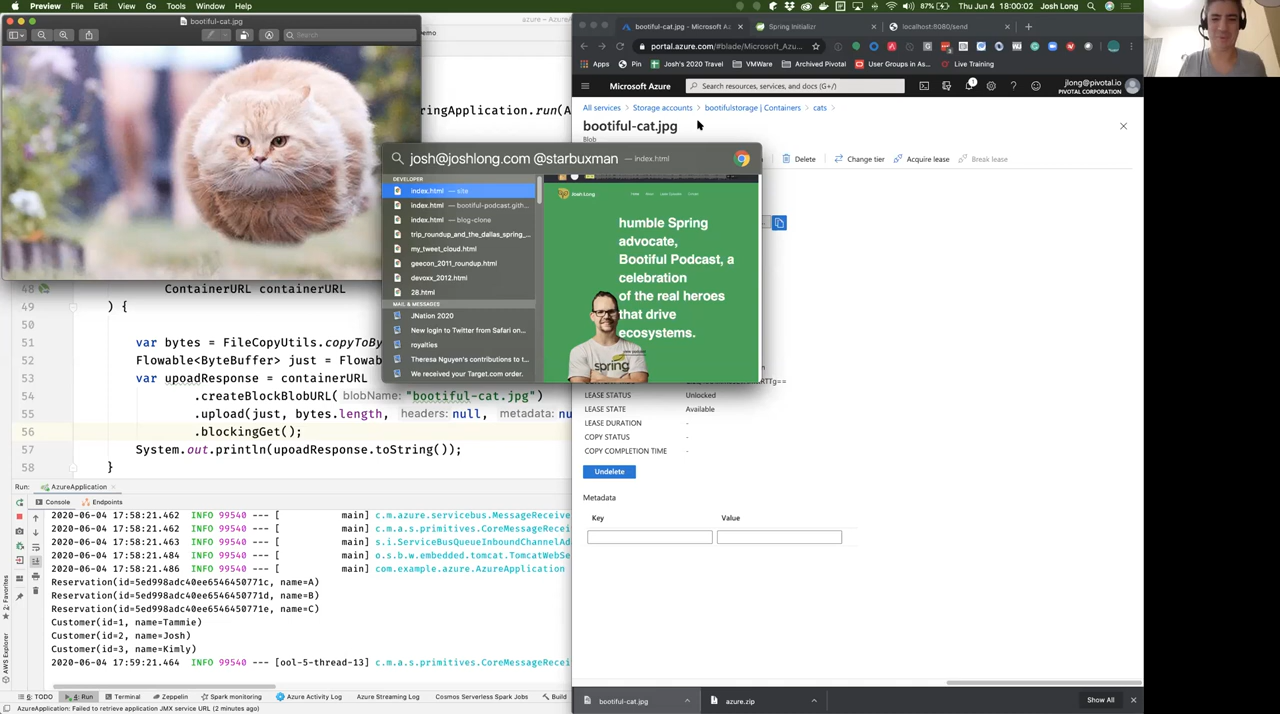 Preview File Edit View Go Tools Window Help
87% Thu Jun 4 18:00:02 Josh Long
bootiful-cat.jpg
Search
azure –
emo
ringApplication.run(A
48 ContainerURL containerURL
49 ) {
50
51 var bytes = FileCopyUtils.copyToBy
52 Flowable<ByteBuffer> just = Flowab
53 var upoadResponse = containerURL
54 .createBlockBlobURL( blobName: "bootiful-cat.jpg")
55 .upload(just, bytes.length, headers: null, metadata: nu
56 .blockingGet();
57 System.out.println(upoadResponse.toString());
58 }
Run: AzureApplication
Console Endpoints
2020-06-04 17:58:21.462 INFO 99540 --- [ main] c.m.azure.servicebus.MessageReceive
2020-06-04 17:58:21.462 INFO 99540 --- [ main] c.m.a.s.primitives.CoreMessageRecei
2020-06-04 17:58:21.463 INFO 99540 --- [ main] s.i.ServiceBusQueueInboundChannelAd
2020-06-04 17:58:21.484 INFO 99540 --- [ main] o.s.b.w.embedded.tomcat.TomcatWebSe
2020-06-04 17:58:21.486 INFO 99540 --- [ main] com.example.azure.AzureApplication
Reservation(id=5ed998adc40ee6546450771c, name=A)
Reservation(id=5ed998adc40ee6546450771d, name=B)
Reservation(id=5ed998adc40ee6546450771e, name=C)
Customer(id=1, name=Tammie)
Customer(id=2, name=Josh)
Customer(id=3, name=Kimly)
2020-06-04 17:59:21.464 INFO 99540 --- [ool-5-thread-13] c.m.a.s.primitives.CoreMessageRecei
2: Favorites
AWS Explorer
6: TODO 4: Run Terminal Zeppelin Spring monitoring Azure Activity Log Azure Streaming Log Cosmos Serverless Spark Jobs Build
AzureApplication: Failed to retrieve application JMX service URL (2 minutes ago)
josh@joshlong.com @starbuxman — index.html
DEVELOPER
index.html — site
index.html — bootiful-podcast.gith...
index.html — blog-clone
trip_roundup_and_the_dallas_spring_...
my_tweet_cloud.html
geecon_2011_roundup.html
devoxx_2012.html
28.html
MAIL & MESSAGES
JNation 2020
New login to Twitter from Safari on...
royalties
Theresa Nguyen's contributions to t...
We received your Target.com order.
Josh Long
humble Spring
advocate,
Bootiful Podcast, a
celebration
of the real heroes
that drive
ecosystems.
spring
bootiful-cat.jpg - Microsoft A
Spring Initializr
localhost:8080/send
portal.azure.com/#blade/Microsoft_Azu...
Apps Pin Josh's 2020 Travel VMWare Archived Pivotal User Groups in As... Live Training
Microsoft Azure
Search resources, services, and docs (G+/)
1
jlong@pivotal.io
PIVOTAL CORPORATION
All services Storage accounts bootifulstorage | Containers cats
bootiful-cat.jpg
Blob
Delete Change tier Acquire lease Break lease
RTTg==
LEASE STATUS Unlocked
LEASE STATE Available
LEASE DURATION -
COPY STATUS -
COPY COMPLETION TIME -
Undelete
Metadata
Key Value
bootiful-cat.jpg azure.zip Show All